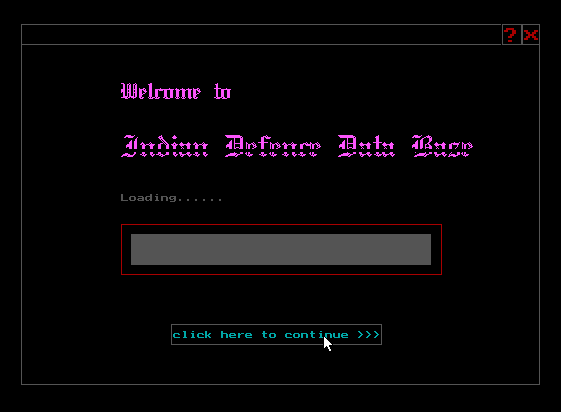 ? X
Welcome to
Indian Defence Data Base
Loading......
click here to continue >>>